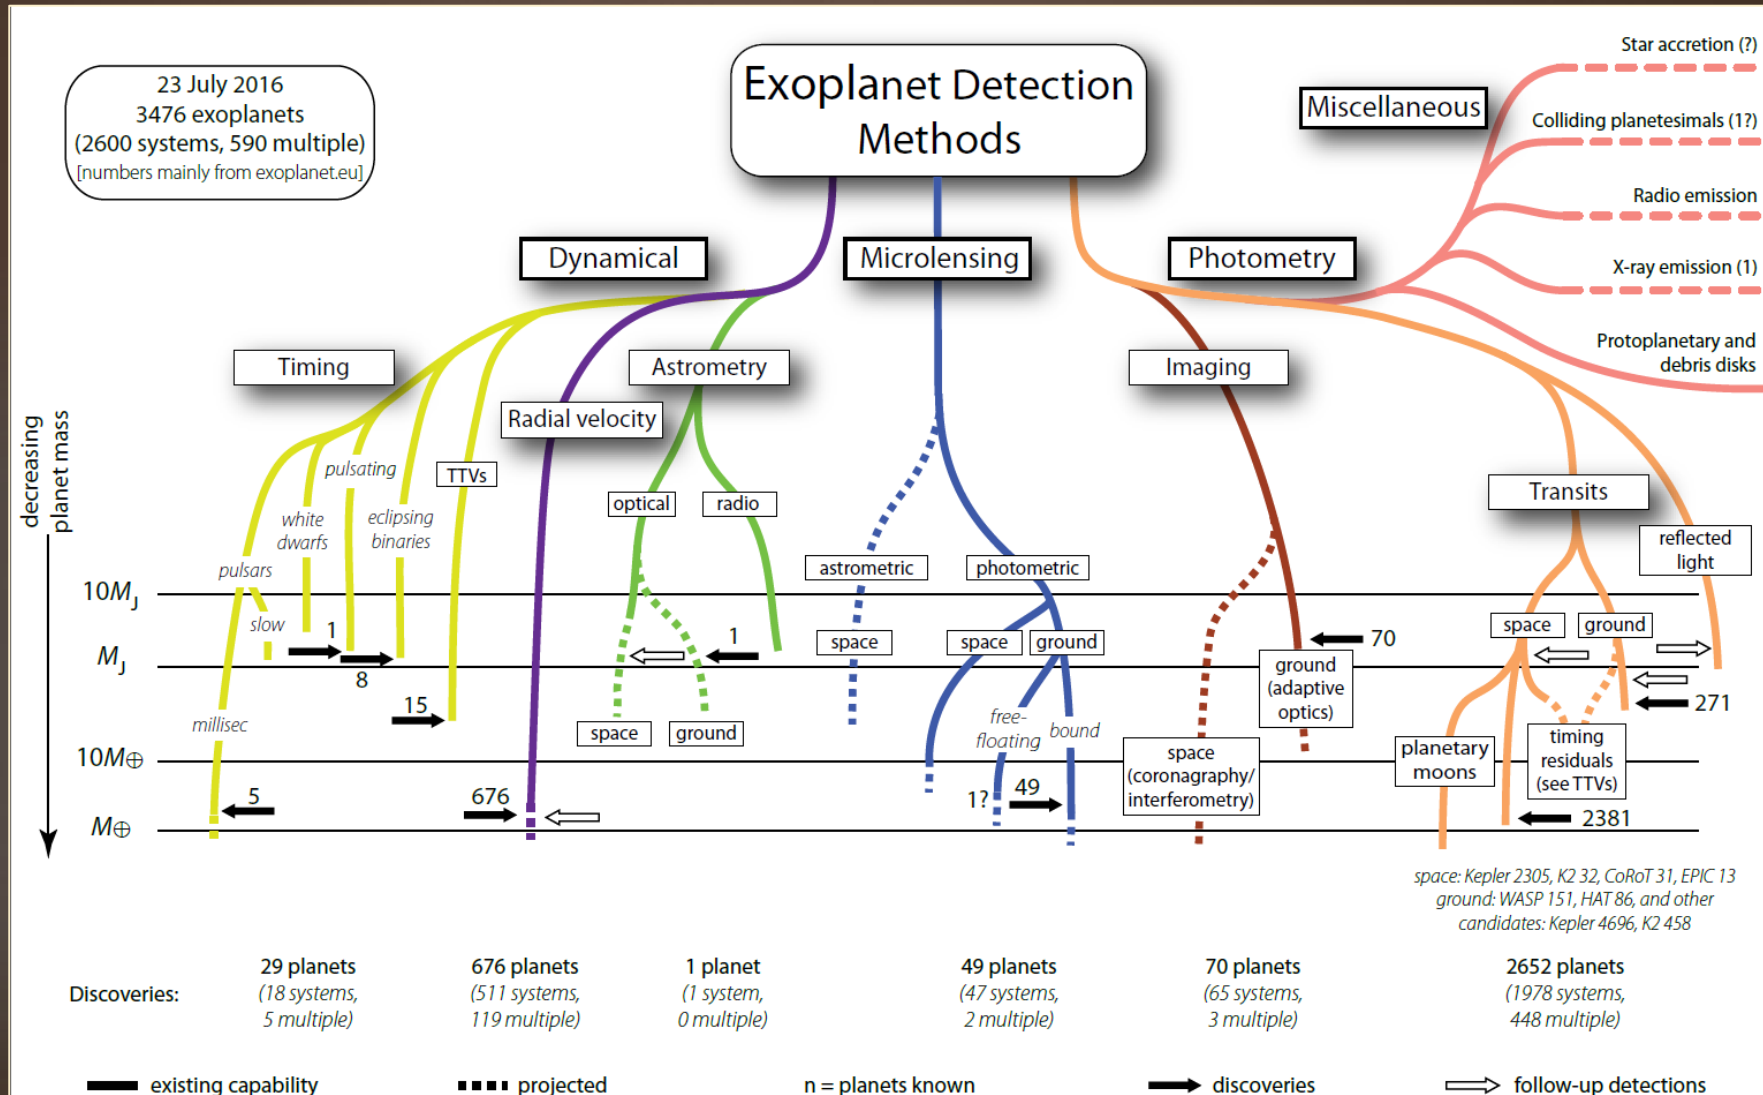 23 July 2016
3476 exoplanets
(2600 systems, 590 multiple)
[numbers mainly from exoplanet.eu]
Exoplanet Detection
Methods
Miscellaneous
Star accretion (?)
Colliding planetesimals (1?)
Radio emission
X-ray emission (1)
Protoplanetary and
debris disks
Dynamical
Microlensing
Photometry
Timing
Astrometry
Imaging
Radial velocity
decreasing
planet mass
pulsating
TTVs
white
dwarfs
eclipsing
binaries
optical
radio
Transits
pulsars
slow
astrometric
photometric
reflected
light
10MJ
MJ
10M⊕
M⊕
1
8
15
millisec
5
676
1
space
ground
space
space
ground
free-
floating
bound
1?
49
70
ground
(adaptive
optics)
space
(coronagraphy/
interferometry)
space
ground
271
planetary
moons
timing
residuals
(see TTVs)
2381
space: Kepler 2305, K2 32, CoRoT 31, EPIC 13
ground: WASP 151, HAT 86, and other
candidates: Kepler 4696, K2 458
Discoveries:
29 planets
(18 systems,
5 multiple)
676 planets
(511 systems,
119 multiple)
1 planet
(1 system,
0 multiple)
49 planets
(47 systems,
2 multiple)
70 planets
(65 systems,
3 multiple)
2652 planets
(1978 systems,
448 multiple)
existing capability
projected
n = planets known
discoveries
follow-up detections